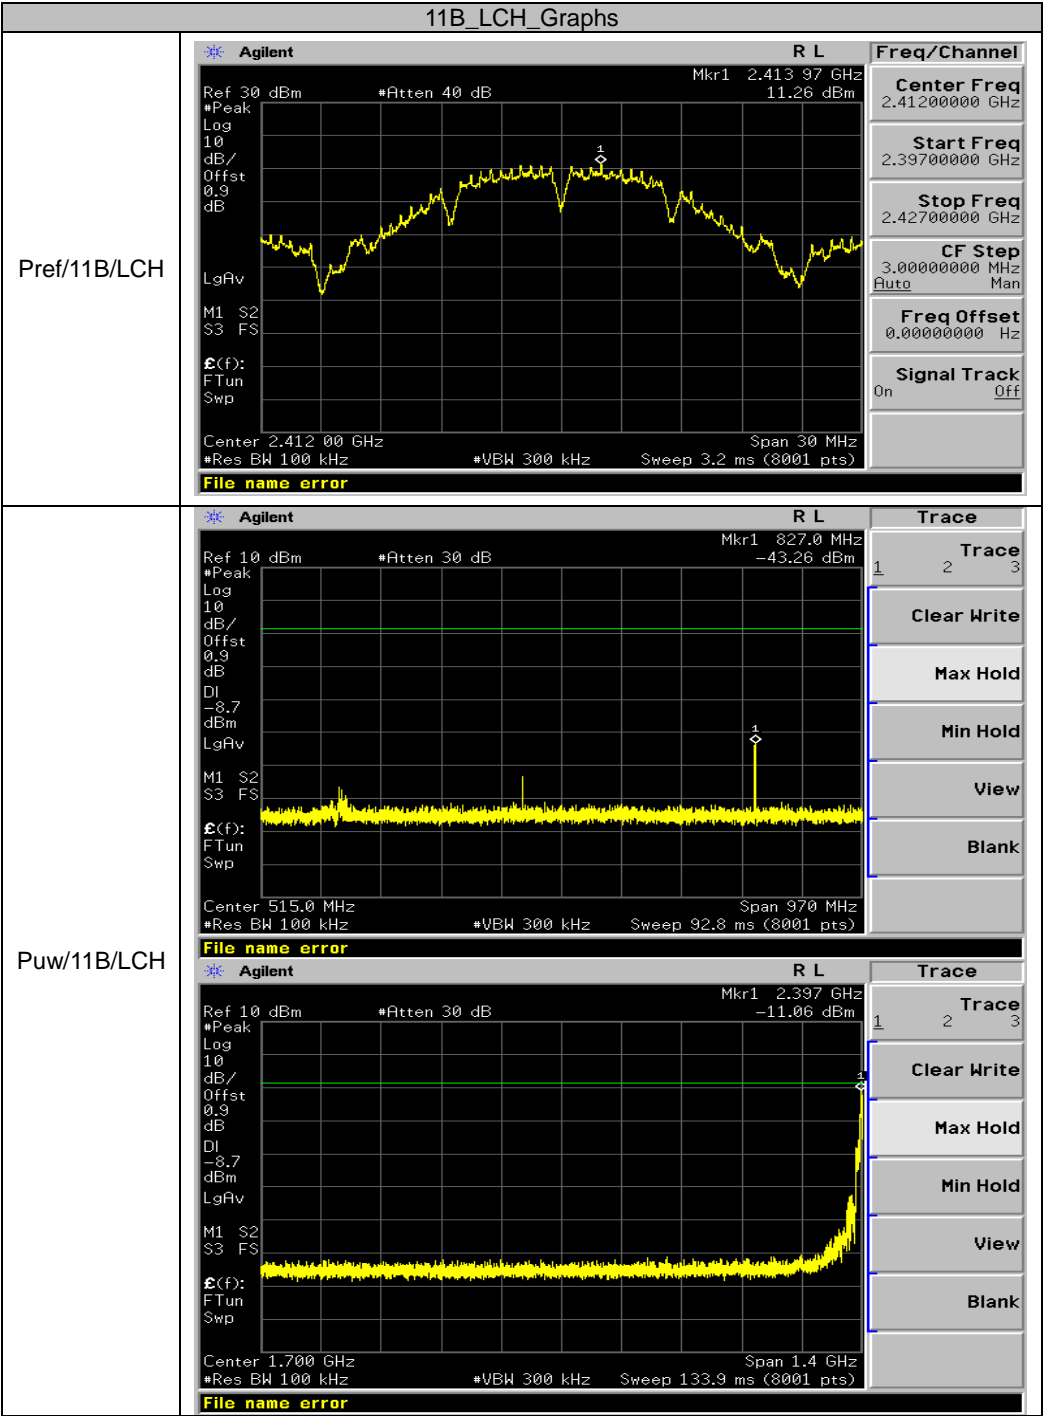 11B_LCH_Graphs
Pref/11B/LCH
Agilent R L Freq/Channel
Mkr1 2.413 97 GHz
Ref 30 dBm #Atten 40 dB 11.26 dBm
#Peak
Log
10
dB/
Offst
0.9
dB
LgAv
M1 S2
S3 FS
£(f):
FTun
Swp
1
Center 2.412 00 GHz Span 30 MHz
#Res BW 100 kHz #VBW 300 kHz Sweep 3.2 ms (8001 pts)
File name error
Center Freq
2.41200000 GHz
Start Freq
2.39700000 GHz
Stop Freq
2.42700000 GHz
CF Step
3.00000000 MHz
Auto Man
Freq Offset
0.00000000 Hz
Signal Track
On Off
Puw/11B/LCH
Agilent R L Trace
Mkr1 827.0 MHz
Ref 10 dBm #Atten 30 dB -43.26 dBm
#Peak
Log
10
dB/
Offst
0.9
dB
DI
-8.7
dBm
LgAv
M1 S2
S3 FS
£(f):
FTun
Swp
1
Center 515.0 MHz Span 970 MHz
#Res BW 100 kHz #VBW 300 kHz Sweep 92.8 ms (8001 pts)
File name error
Trace
1 2 3
Clear Write
Max Hold
Min Hold
View
Blank
Agilent R L Trace
Mkr1 2.397 GHz
Ref 10 dBm #Atten 30 dB -11.06 dBm
#Peak
Log
10
dB/
Offst
0.9
dB
DI
-8.7
dBm
LgAv
M1 S2
S3 FS
£(f):
FTun
Swp
1
Center 1.700 GHz Span 1.4 GHz
#Res BW 100 kHz #VBW 300 kHz Sweep 133.9 ms (8001 pts)
File name error
Trace
1 2 3
Clear Write
Max Hold
Min Hold
View
Blank